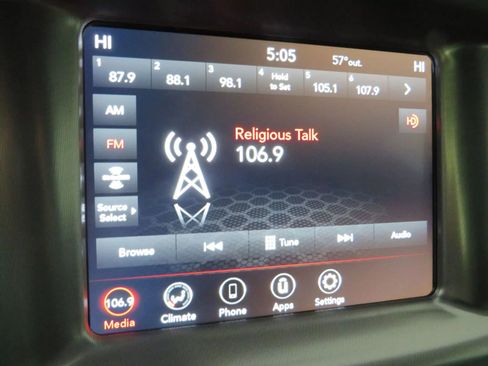 HI 5:05 57°out. HI
1 87.9 2 88.1 3 98.1 4 Hold to Set 5 105.1 6 107.9
AM
FM
Source Select
Religious Talk
106.9
Browse Tune Audio
106.9
Media Climate Phone Apps Settings